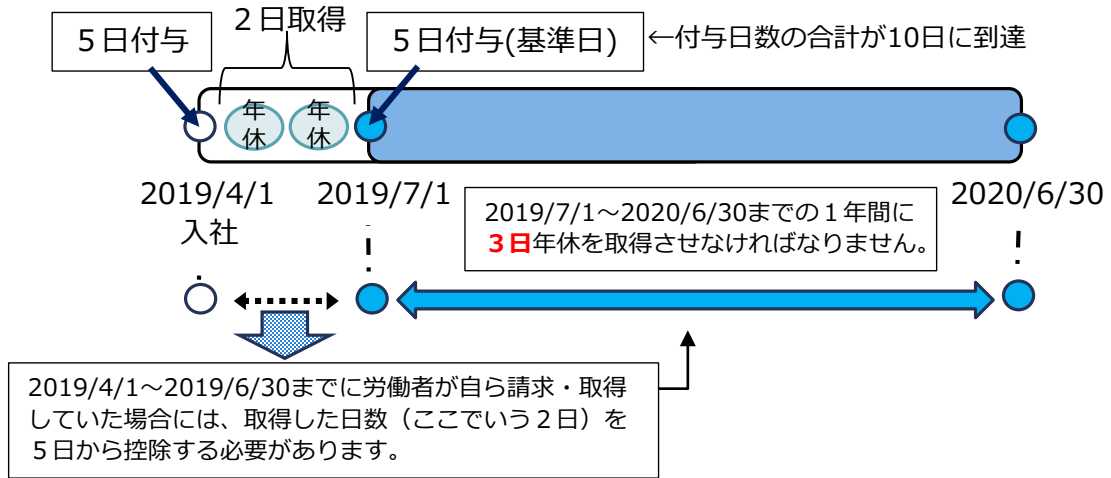 ５日付与
２日取得
５日付与(基準日)
←付与日数の合計が10日に到達
年休
年休
2019/4/1
入社
2019/7/1
2020/6/30
2019/7/1～2020/6/30までの１年間に
３日年休を取得させなければなりません。
2019/4/1～2019/6/30までに労働者が自ら請求・取得
していた場合には、取得した日数（ここでいう２日）を
５日から控除する必要があります。